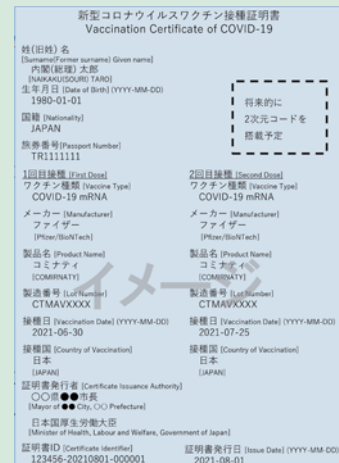 新型コロナウイルスワクチン接種証明書
Vaccination Certificate of COVID-19
姓(旧姓) 名
[Surname(Former surname) Given name]
内閣(総理) 太郎
[NAIKAKU(SOURI) TARO]
生年月日 [Date of Birth] (YYYY-MM-DD)
1980-01-01
国籍 [Nationality]
JAPAN
旅券番号[Passport Number]
TR1111111
将来的に
2次元コードを
搭載予定
1回目接種 [First Dose]
ワクチン種類 [Vaccine Type]
COVID-19 mRNA
メーカー [Manufacturer]
ファイザー
[Pfizer/BioNTech]
製品名 [Product Name]
コミナティ
[COMIRNATY]
製造番号 [Lot Number]
CTMAVXXXX
接種日 [Vaccination Date] (YYYY-MM-DD)
2021-06-30
接種国 [Country of Vaccination]
日本
[JAPAN]
2回目接種 [Second Dose]
ワクチン種類 [Vaccine Type]
COVID-19 mRNA
メーカー [Manufacturer]
ファイザー
[Pfizer/BioNTech]
製品名 [Product Name]
コミナティ
[COMIRNATY]
製造番号 [Lot Number]
CTMAVXXXX
接種日 [Vaccination Date] (YYYY-MM-DD)
2021-07-25
接種国 [Country of Vaccination]
日本
[JAPAN]
イメージ
証明書発行者 [Certificate Issuance Authority]
〇〇県●●市長
[Mayor of ●● City, 〇〇 Prefecture]
日本国厚生労働大臣
[Minister of Health, Labour and Welfare, Government of Japan]
証明書ID [Certificate Identifier]
123456-20210801-000001
証明書発行日 [Issue Date] (YYYY-MM-DD)
2021-08-01